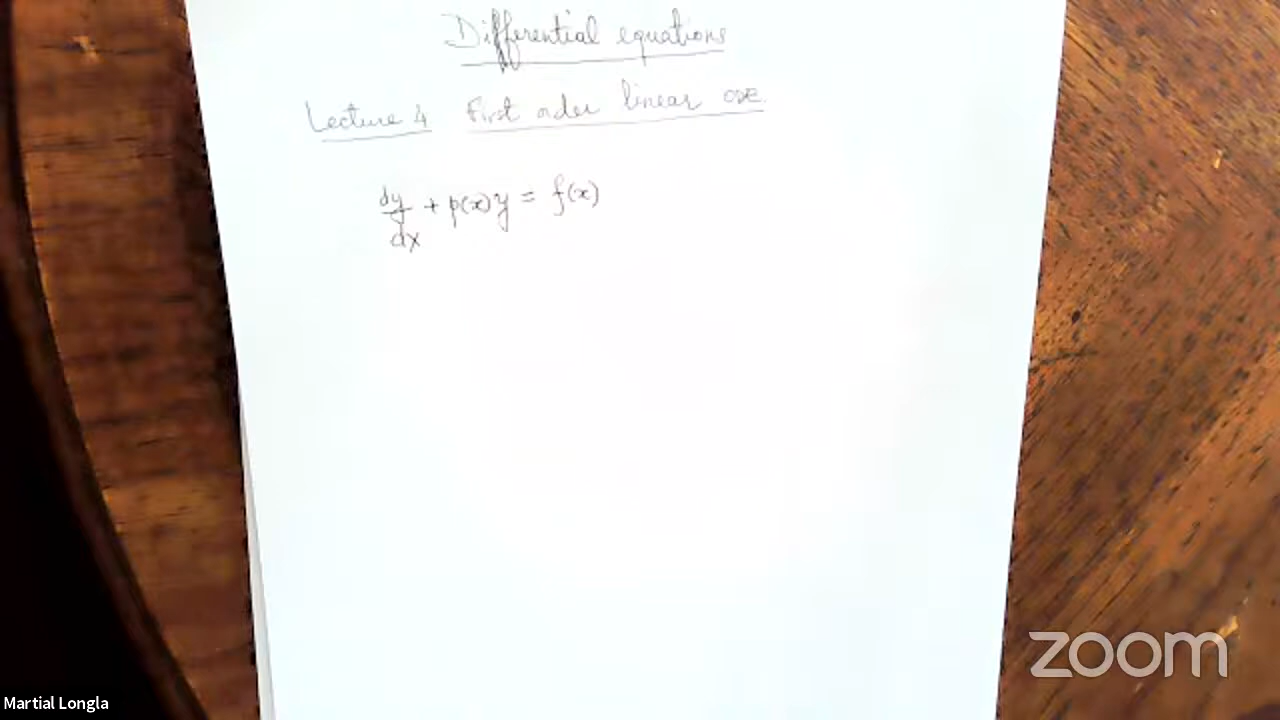 Differential equations
Lecture 4 First order linear ODE.
dy/dx + p(x)y = f(x)
zoom
Martial Longla